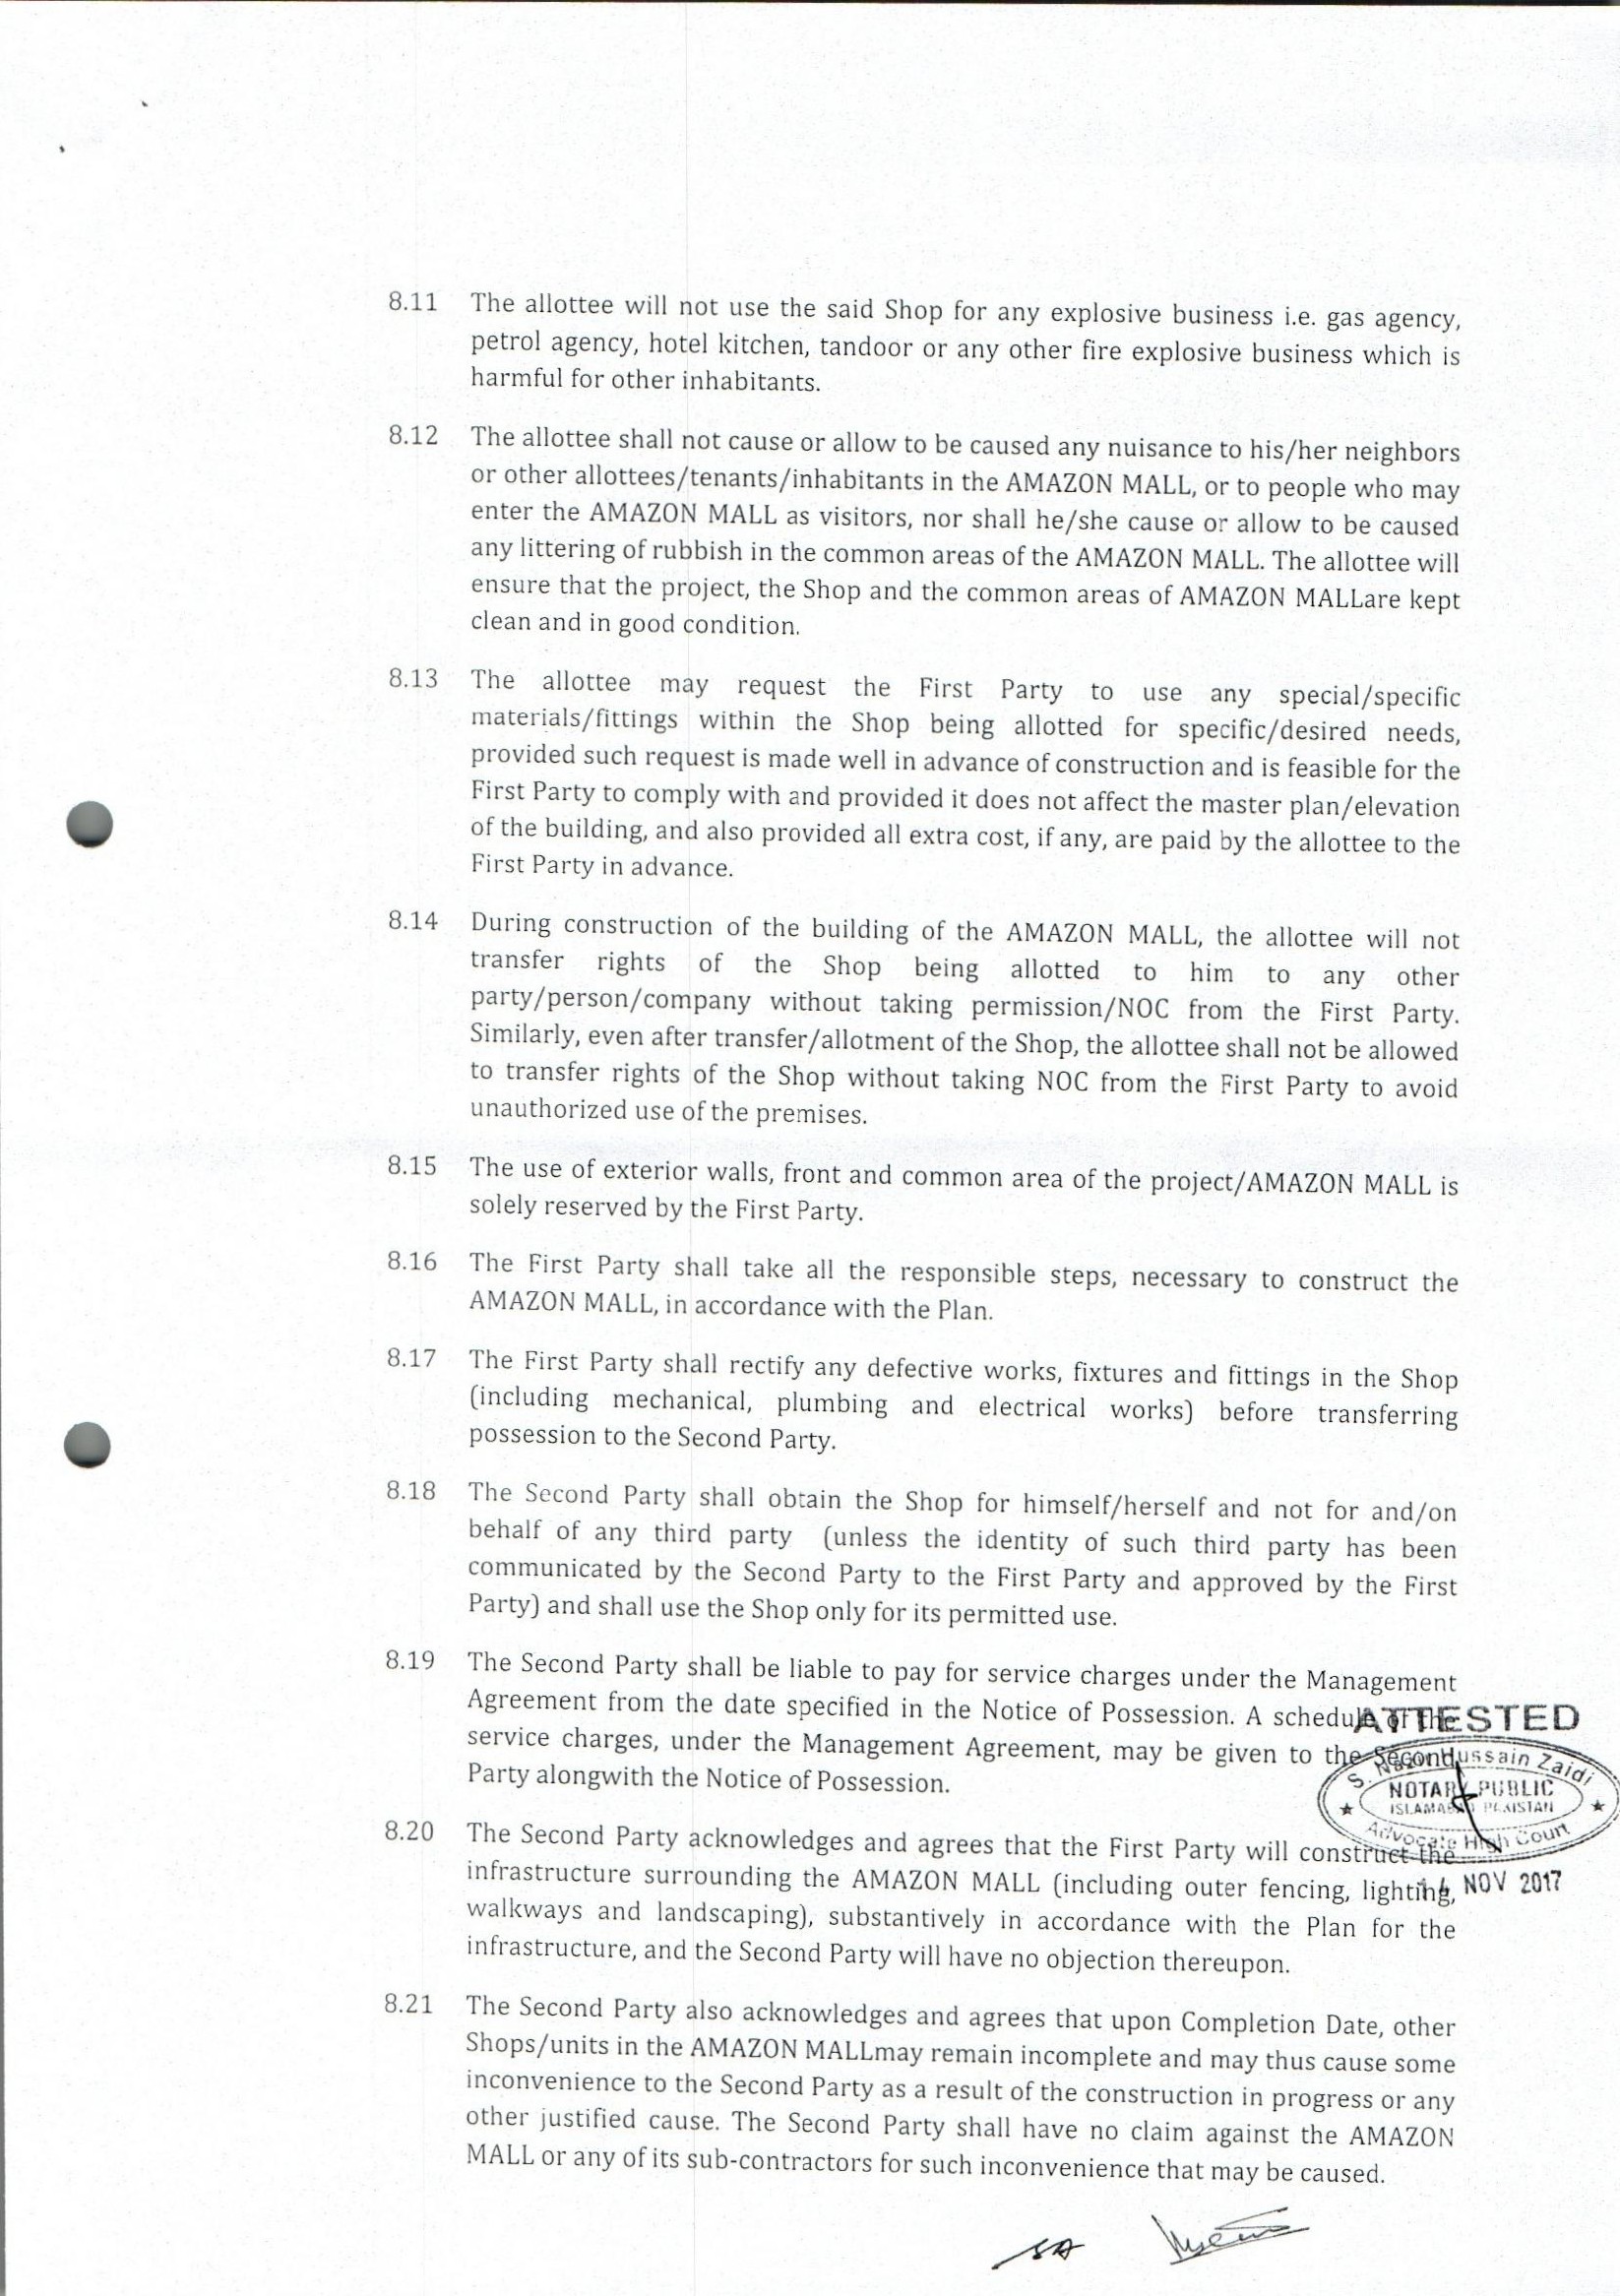 8.11 The allottee will not use the said Shop for any explosive business i.e. gas agency,
petrol agency, hotel kitchen, tandoor or any other fire explosive business which is
harmful for other inhabitants.
8.12 The allottee shall not cause or allow to be caused any nuisance to his/her neighbors
or other allottees/tenants/inhabitants in the AMAZON MALL, or to people who may
enter the AMAZON MALL as visitors, nor shall he/she cause or allow to be caused
any littering of rubbish in the common areas of the AMAZON MALL. The allottee will
ensure that the project, the Shop and the common areas of AMAZON MALLare kept
clean and in good condition.
8.13 The allottee may request the First Party to use any special/specific
materials/fittings within the Shop being allotted for specific/desired needs,
provided such request is made well in advance of construction and is feasible for the
First Party to comply with and provided it does not affect the master plan/elevation
of the building, and also provided all extra cost, if any, are paid by the allottee to the
First Party in advance.
8.14 During construction of the building of the AMAZON MALL, the allottee will not
transfer rights of the Shop being allotted to him to any other
party/person/company without taking permission/NOC from the First Party.
Similarly, even after transfer/allotment of the Shop, the allottee shall not be allowed
to transfer rights of the Shop without taking NOC from the First Party to avoid
unauthorized use of the premises.
8.15 The use of exterior walls, front and common area of the project/AMAZON MALL is
solely reserved by the First Party.
8.16 The First Party shall take all the responsible steps, necessary to construct the
AMAZON MALL, in accordance with the Plan.
8.17 The First Party shall rectify any defective works, fixtures and fittings in the Shop
(including mechanical, plumbing and electrical works) before transferring
possession to the Second Party.
8.18 The Second Party shall obtain the Shop for himself/herself and not for and/on
behalf of any third party (unless the identity of such third party has been
communicated by the Second Party to the First Party and approved by the First
Party) and shall use the Shop only for its permitted use.
8.19 The Second Party shall be liable to pay for service charges under the Management
Agreement from the date specified in the Notice of Possession. A schedule of the
service charges, under the Management Agreement, may be given to the Second
Party alongwith the Notice of Possession.
ATTESTED
S. Hussain Zaidi
NOTARY PUBLIC
ISLAMABAD PAKISTAN
Advocate High Court
NOV 2017
8.20 The Second Party acknowledges and agrees that the First Party will construct the
infrastructure surrounding the AMAZON MALL (including outer fencing, lighting,
walkways and landscaping), substantively in accordance with the Plan for the
infrastructure, and the Second Party will have no objection thereupon.
8.21 The Second Party also acknowledges and agrees that upon Completion Date, other
Shops/units in the AMAZON MALLmay remain incomplete and may thus cause some
inconvenience to the Second Party as a result of the construction in progress or any
other justified cause. The Second Party shall have no claim against the AMAZON
MALL or any of its sub-contractors for such inconvenience that may be caused.
SA